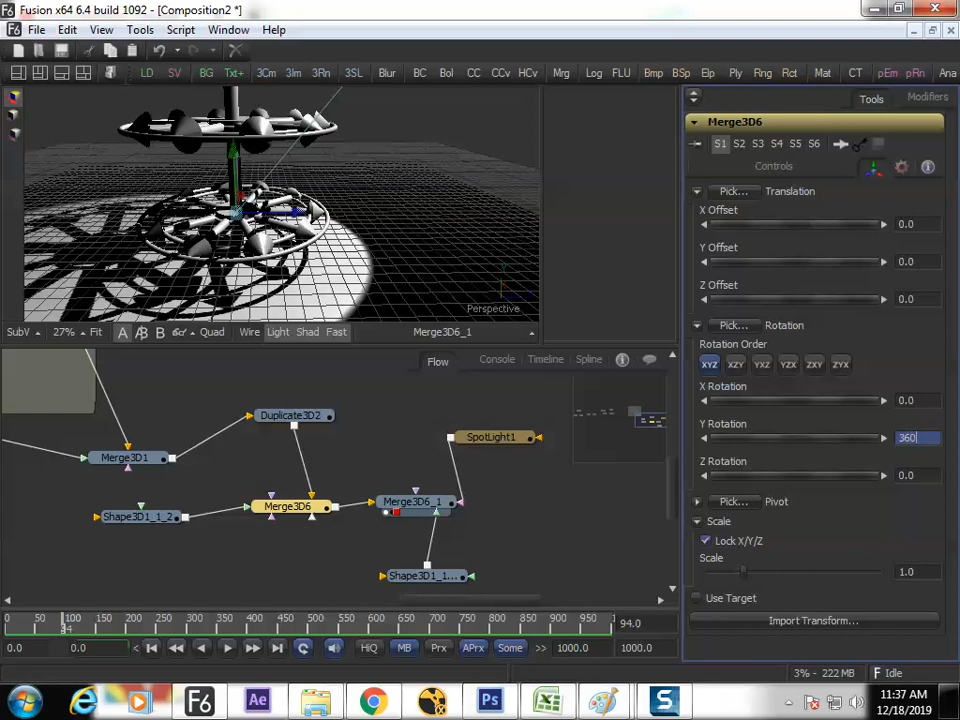 Fusion x64 6.4 build 1092 - [Composition2 *]
File Edit View Tools Script Window Help
LD SV BG Txt+ 3Cm 3Im 3Rn 3SL Blur BC Bol CC CCv HCv Mrg Log FLU Bmp BSp Elp Ply Rng Rct Mat CT pEm pRn Ana
Perspective
SubV 27% Fit A B Quad Wire Light Shad Fast Merge3D6_1
Flow Console Timeline Spline
Duplicate3D2
SpotLight1
Merge3D1
Merge3D6_1
Merge3D6
Shape3D1_1_2
Shape3D1_1...
0 50 100 150 200 250 300 350 400 450 500 550 600 650 700 750 800 850 900 950
94
94.0
0.0 0.0 HiQ MB Prx APrx Some >> 1000.0 1000.0
Tools Modifiers
Merge3D6
S1 S2 S3 S4 S5 S6
Controls
Pick... Translation
X Offset
0.0
Y Offset
0.0
Z Offset
0.0
Pick... Rotation
Rotation Order
XYZ XZY YXZ YZX ZXY ZYX
X Rotation
0.0
Y Rotation
360
Z Rotation
0.0
Pick... Pivot
Scale
Lock X/Y/Z
Scale
1.0
Use Target
Import Transform...
3% - 222 MB Idle
F6 Ae Ps S
11:37 AM
18-Dec-19